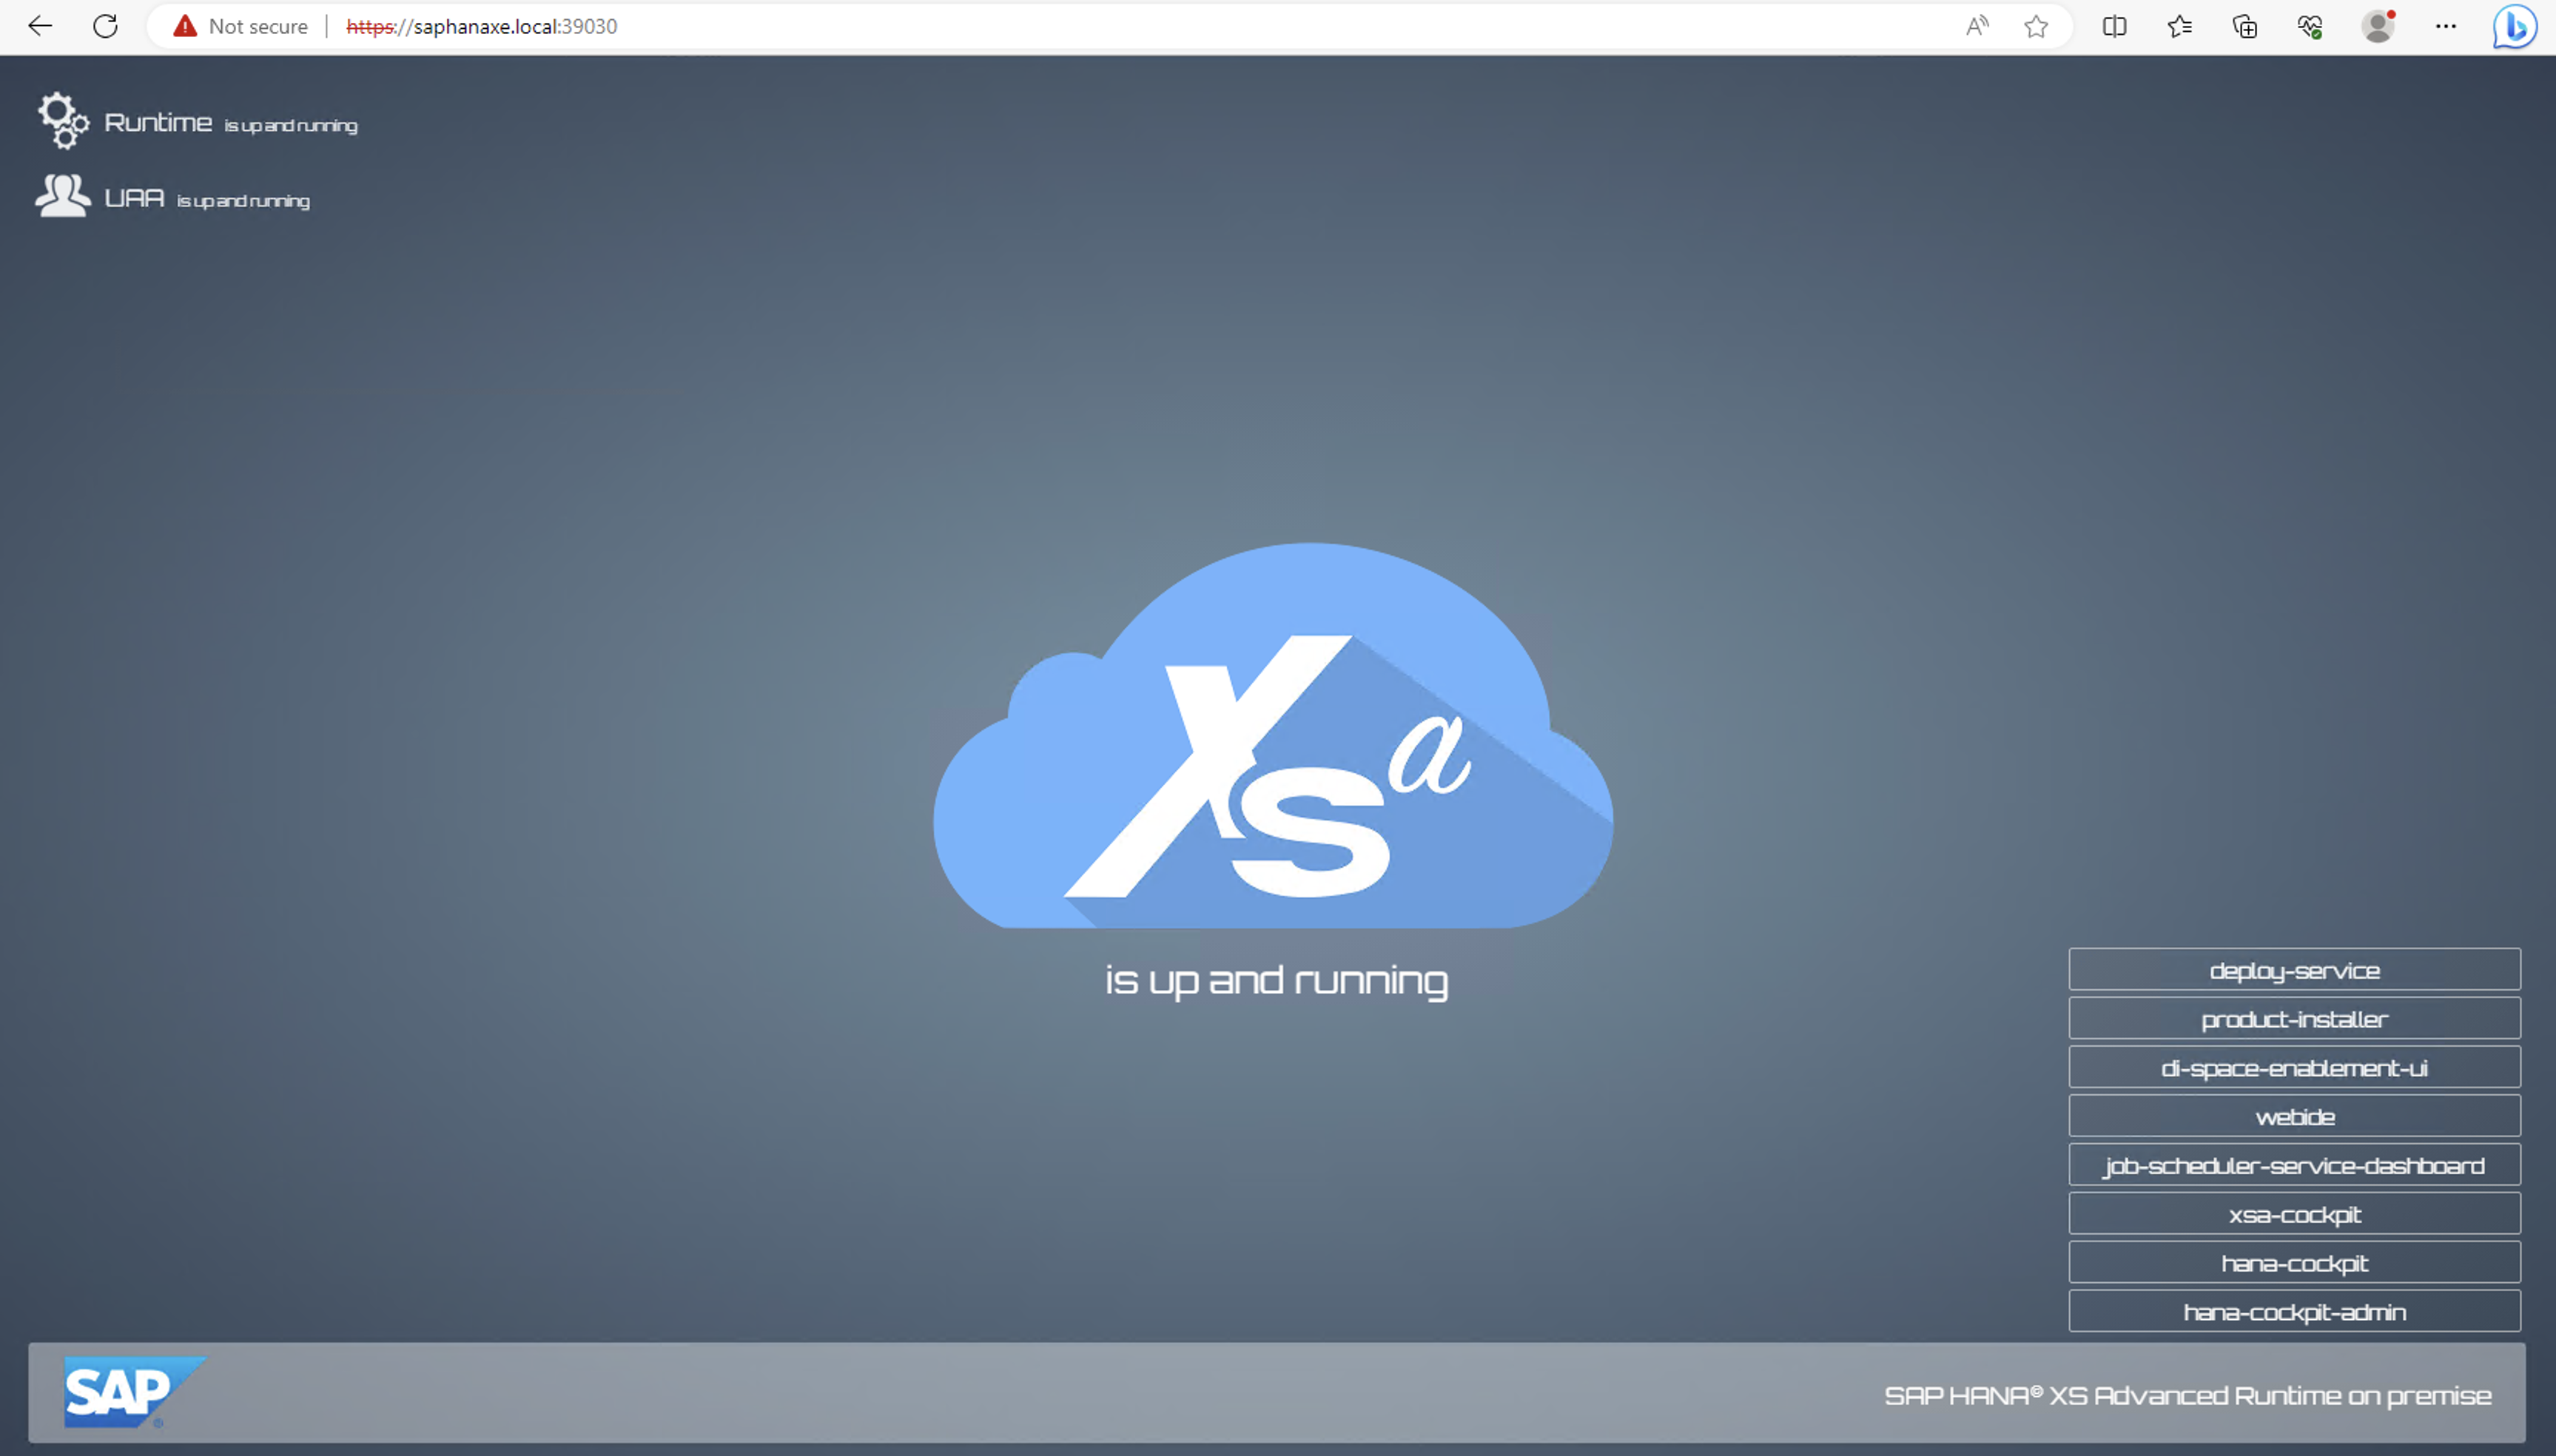 Not secure | https://saphanaxe.local:39030
Runtime is up and running
UAA is up and running
XSa
is up and running
deploy-service
product-installer
di-space-enablement-ui
webide
job-scheduler-service-dashboard
xsa-cockpit
hana-cockpit
hana-cockpit-admin
SAP®
SAP HANA® XS Advanced Runtime on premise